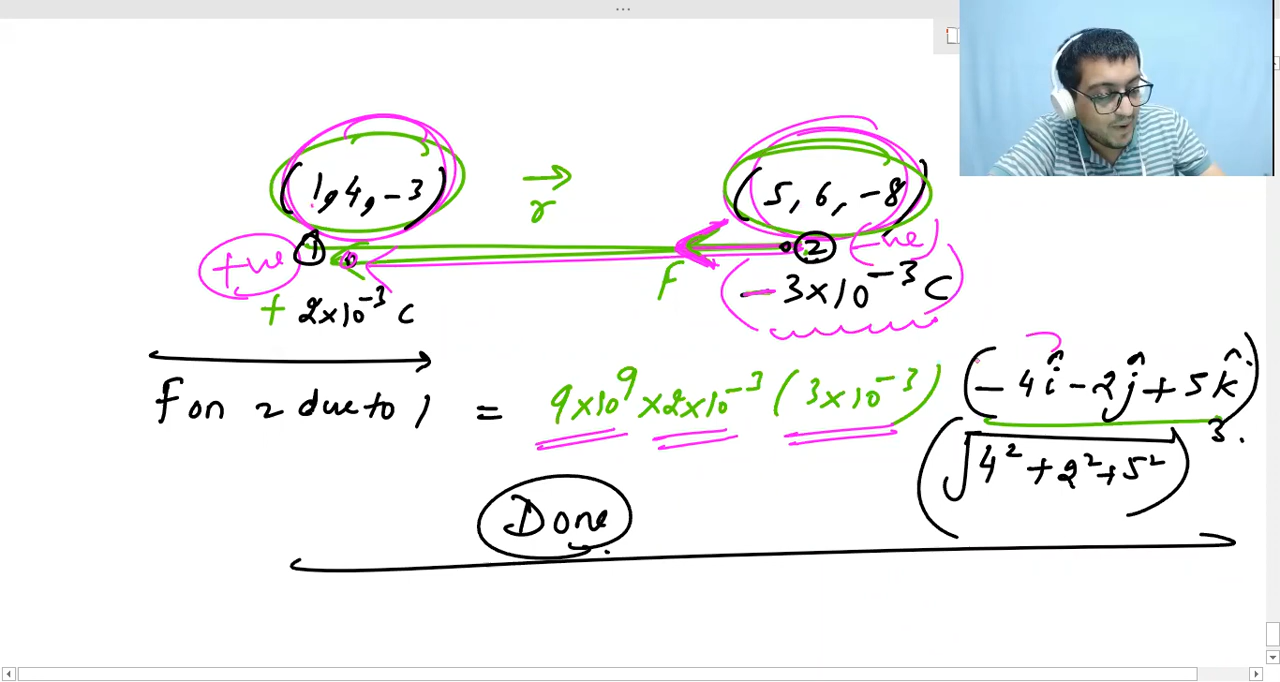 (1, 4, -3) r⃗ (5, 6, -8)
+ve ① F ② -ve
+ 2×10⁻³ C - 3×10⁻³ C
F on 2 due to 1 = 9×10⁹ × 2×10⁻³ (3×10⁻³) (-4î - 2ĵ + 5k̂)
(√4² + 2² + 5²)³
Done